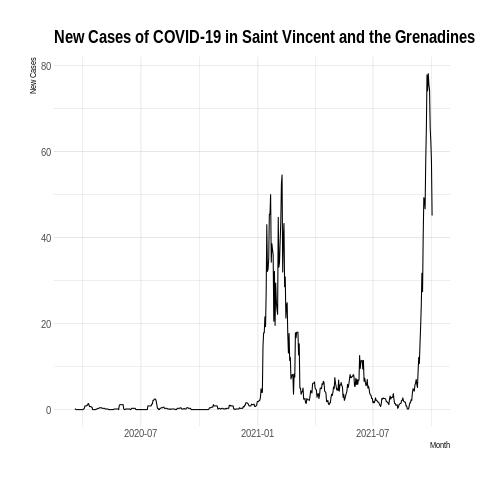 New Cases of COVID-19 in Saint Vincent and the Grenadines
New Cases
80
60
40
20
0
2020-07
2021-01
2021-07
Month